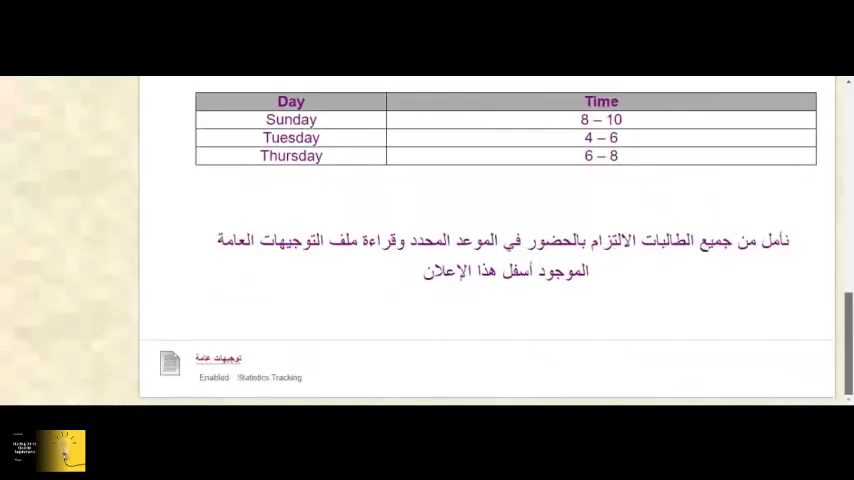 Day Time
Sunday 8 – 10
Tuesday 4 – 6
Thursday 6 – 8
نأمل من جميع الطالبات الالتزام بالحضور في الموعد المحدد وقراءة ملف التوجيهات العامة
الموجود أسفل هذا الإعلان
توجيهات عامة
Enabled Statistics Tracking